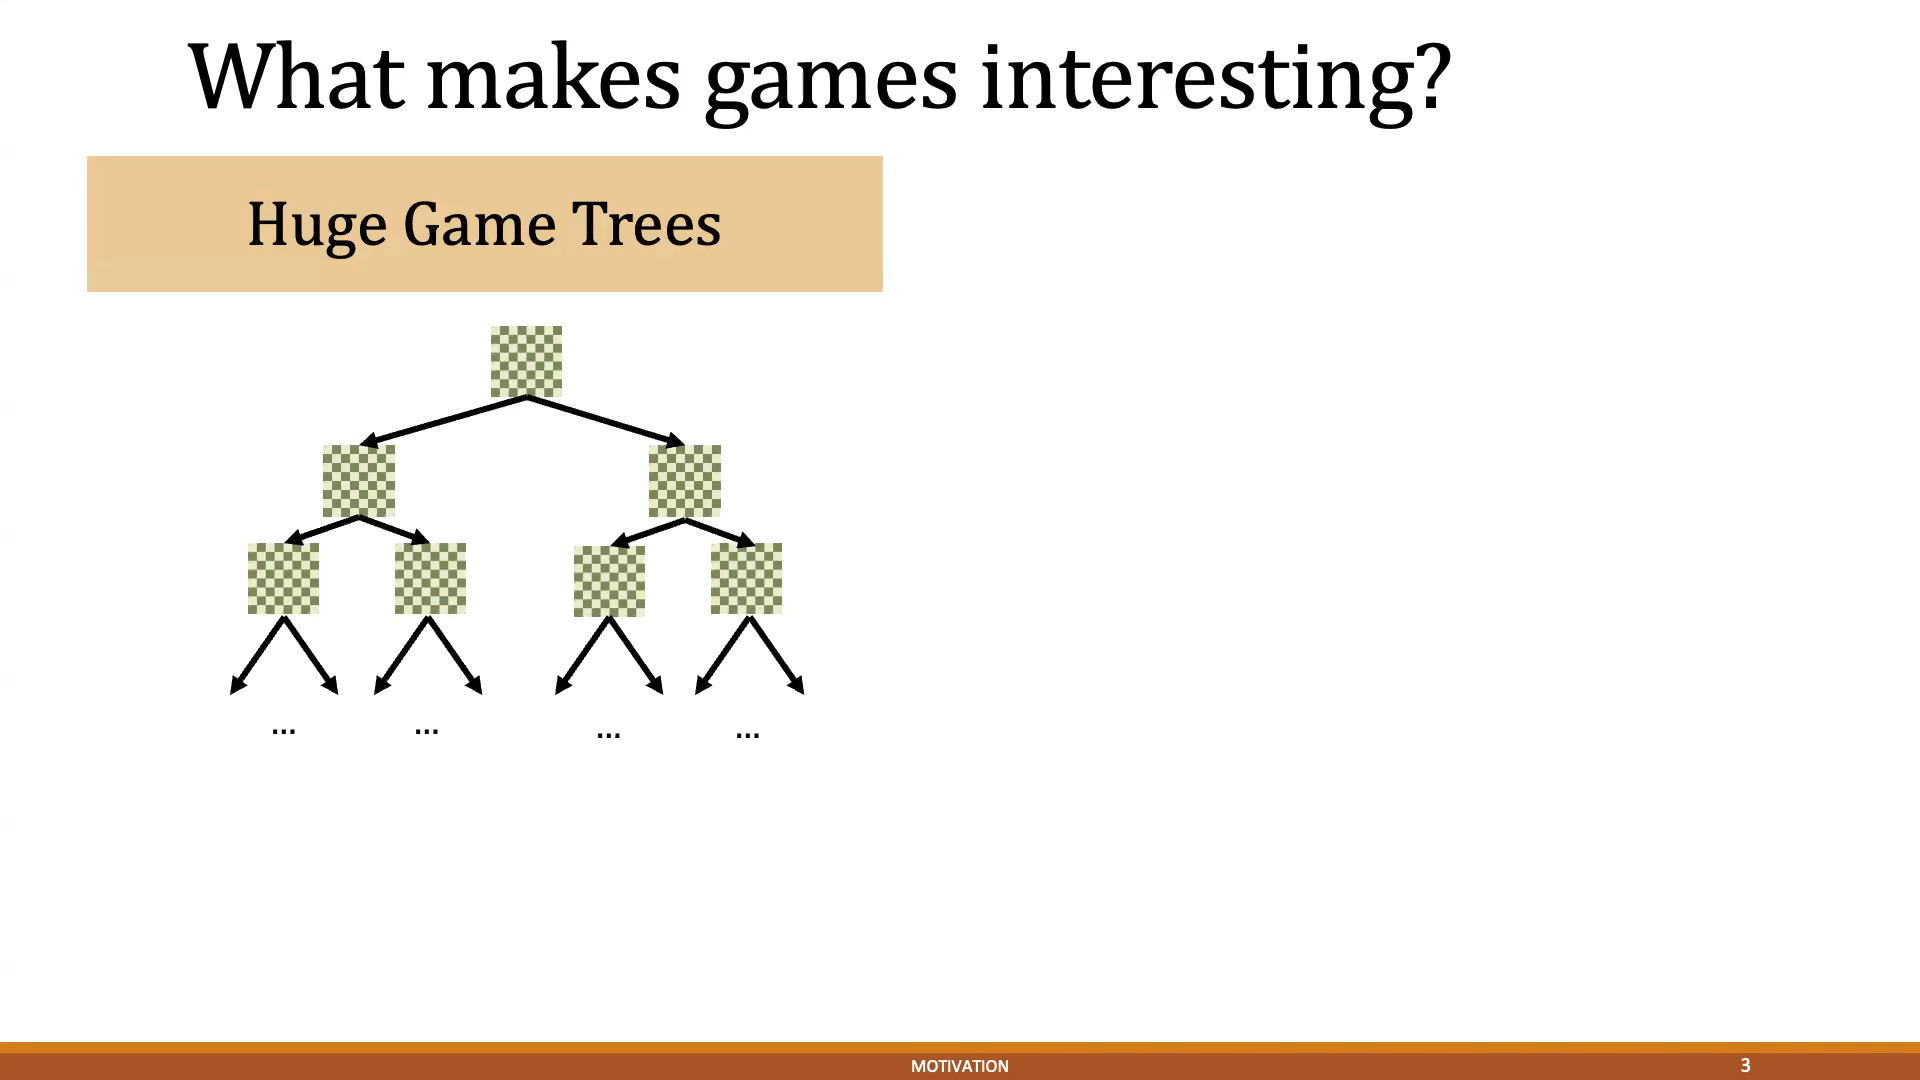 What makes games interesting?
Huge Game Trees
... ... ... ...
MOTIVATION
3